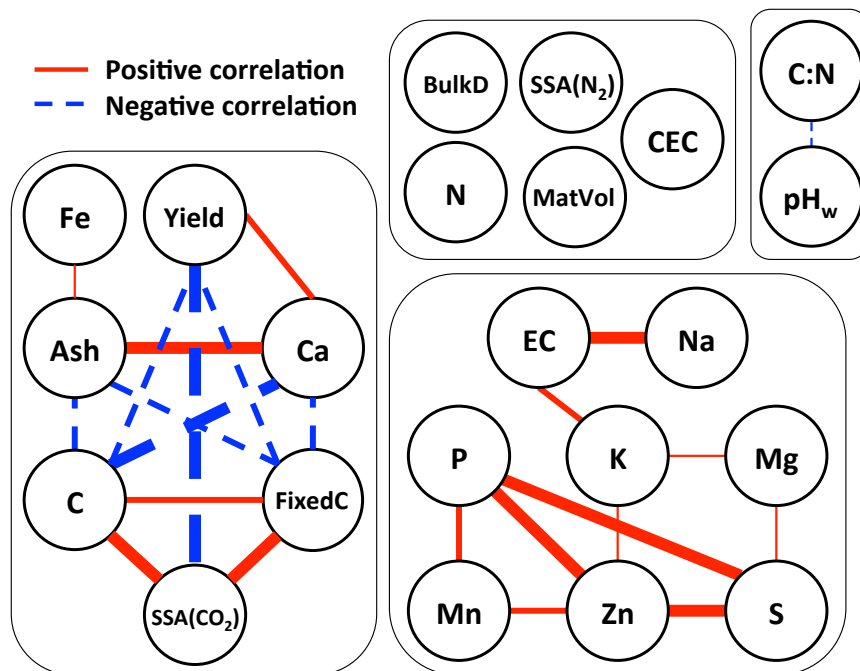 Positive correlation
Negative correlation
BulkD
SSA(N₂)
CEC
N
MatVol
C:N
pHw
Fe
Yield
Ash
Ca
C
FixedC
SSA(CO₂)
EC
Na
P
K
Mg
Mn
Zn
S